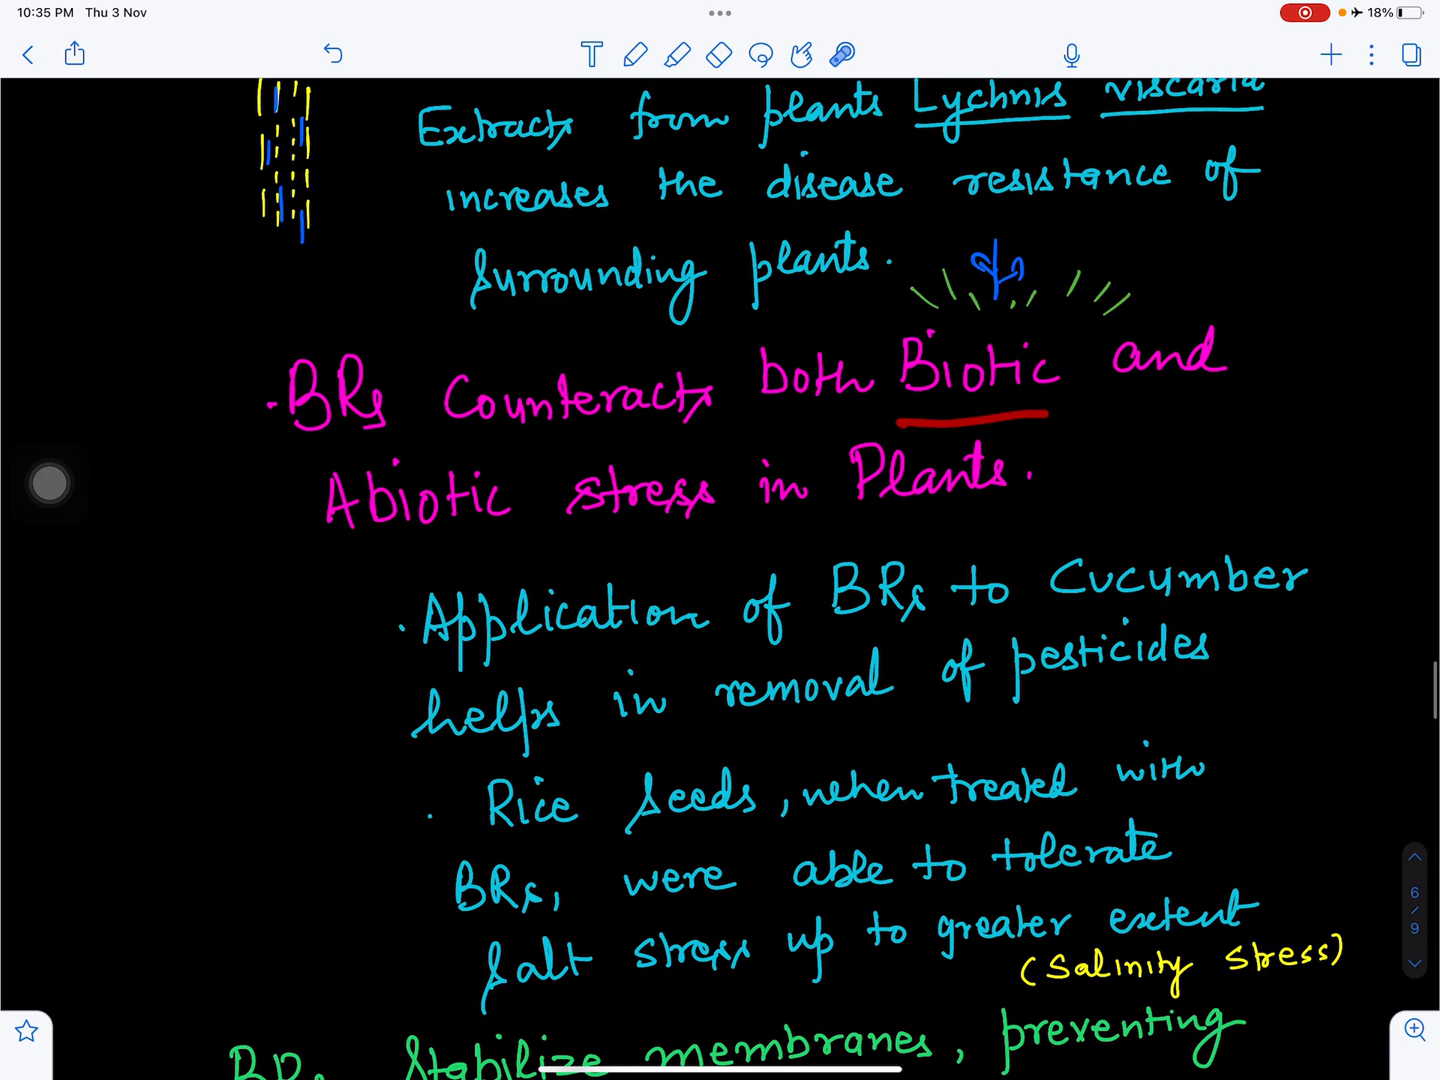 10:35 PM Thu 3 Nov
18%
Extracts from plants Lychnis viscaria
increases the disease resistance of
surrounding plants.
· BRs Counteracts both Biotic and
Abiotic stress in Plants.
· Application of BRs to Cucumber
helps in removal of pesticides
· Rice seeds, when treated with
BRs, were able to tolerate
salt stress up to greater extent
(Salinity stress)
BRs stabilize membranes, preventing
6
/
9